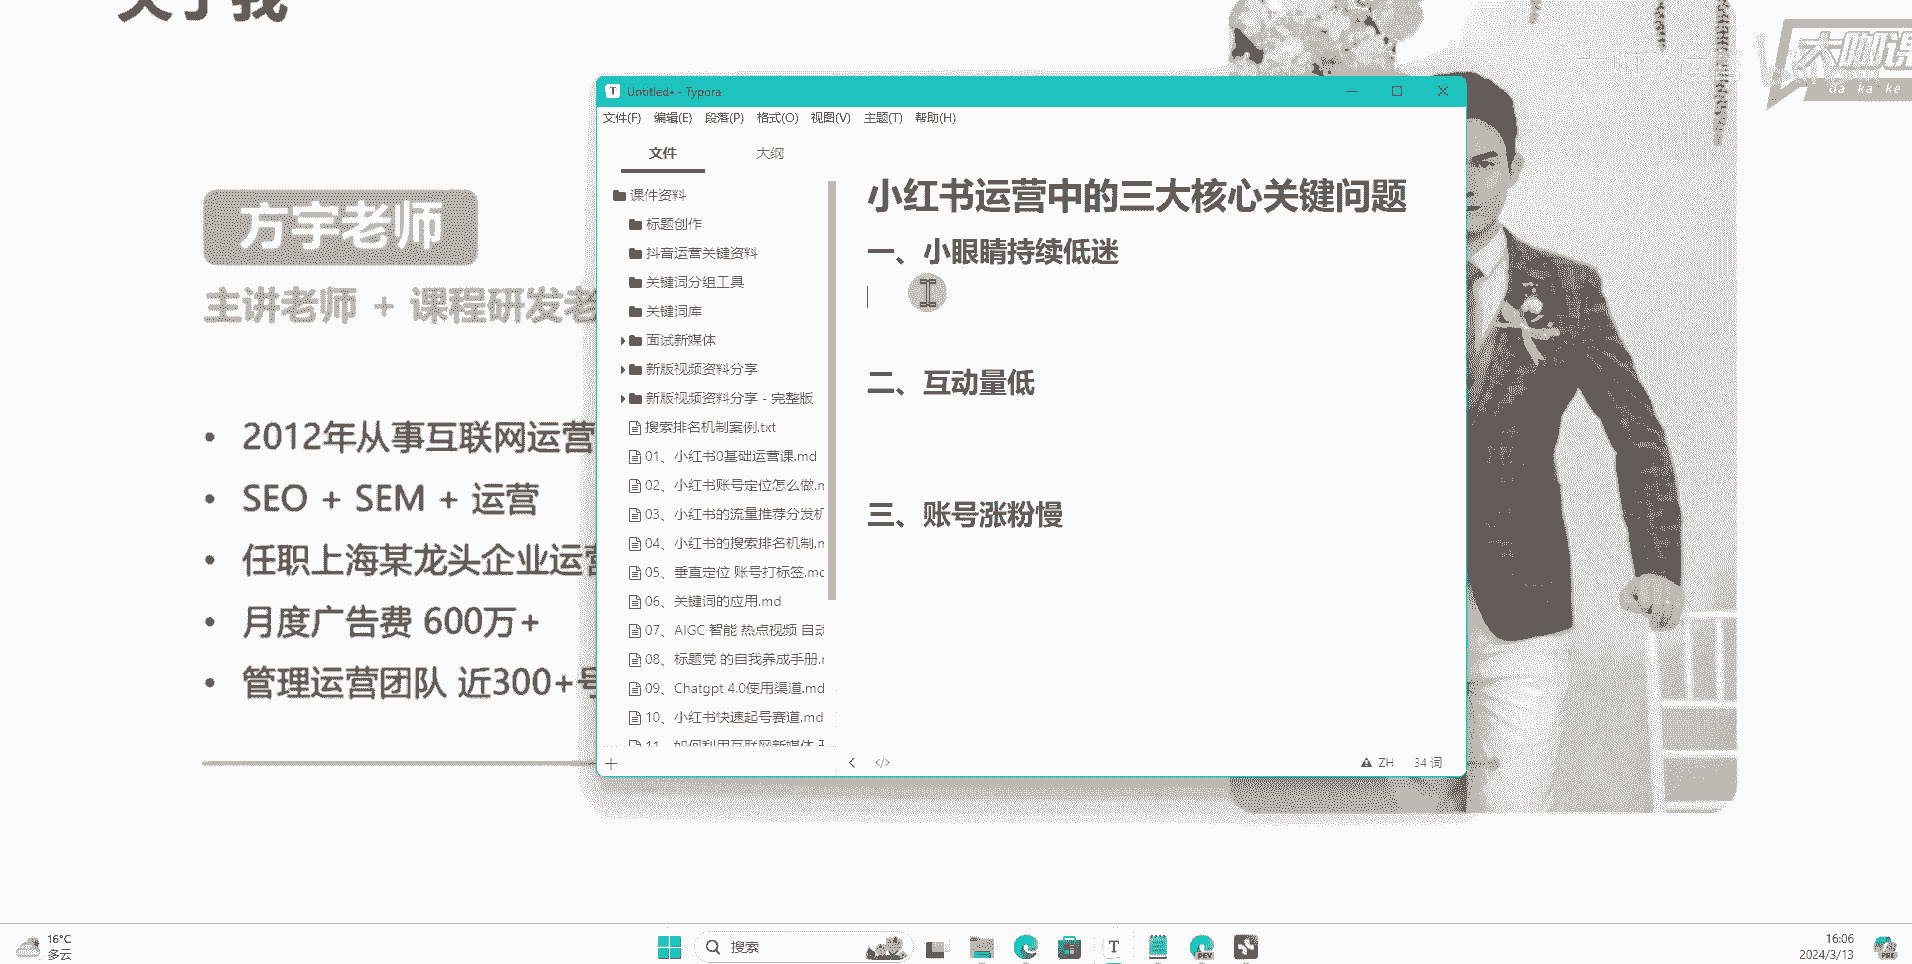 关于我
大咖课
da ka ke
方宇老师
主讲老师 + 课程研发老
• 2012年从事互联网运营
• SEO + SEM + 运营
• 任职上海某龙头企业运营
• 月度广告费 600万+
• 管理运营团队 近300+号
Untitled• - Typora
文件(F) 编辑(E) 段落(P) 格式(O) 视图(V) 主题(T) 帮助(H)
文件 大纲
课件资料
标题创作
抖音运营关键资料
关键词分组工具
关键词库
面试新媒体
新版视频资料分享
新版视频资料分享 - 完整版
搜索排名机制案例.txt
01、小红书0基础运营课.md
02、小红书账号定位怎么做.m
03、小红书的流量推荐分发机
04、小红书的搜索排名机制.m
05、垂直定位 账号打标签.md
06、关键词的应用.md
07、AIGC 智能 热点视频 自动
08、标题党 的自我养成手册.m
09、Chatgpt 4.0使用渠道.md
10、小红书快速起号赛道.md
11、如何利用互联网新媒体
小红书运营中的三大核心关键问题
一、小眼睛持续低迷
二、互动量低
三、账号涨粉慢
ZH 34 词
16°C
多云
搜索
16:06
2024/3/13